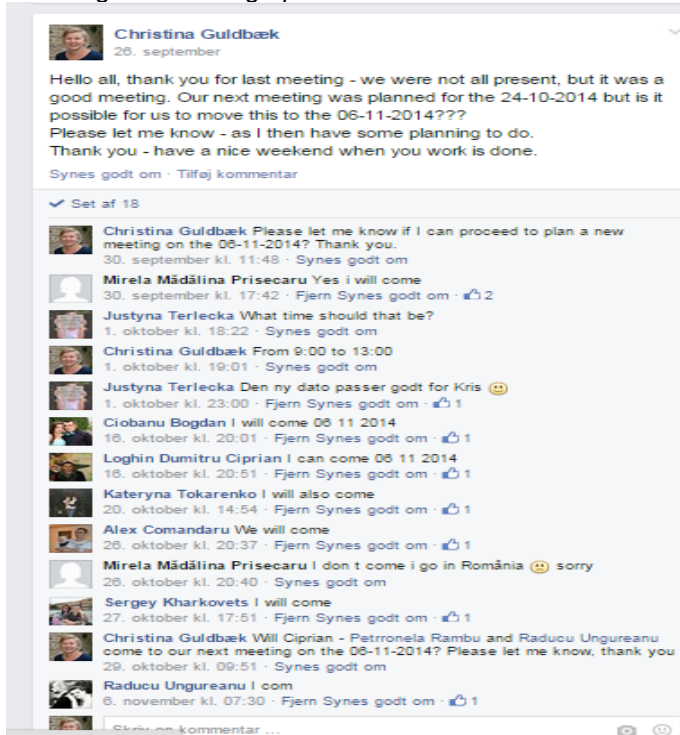 Christina Guldbæk
26. september
Hello all, thank you for last meeting - we were not all present, but it was a
good meeting. Our next meeting was planned for the 24-10-2014 but is it
possible for us to move this to the 06-11-2014???
Please let me know - as I then have some planning to do.
Thank you - have a nice weekend when you work is done.
Synes godt om · Tilføj kommentar
Set af 18
Christina Guldbæk Please let me know if I can proceed to plan a new
meeting on the 06-11-2014? Thank you.
30. september kl. 11:48 · Synes godt om
Mirela Mădălina Prisecaru Yes i will come
30. september kl. 17:42 · Fjern Synes godt om · 2
Justyna Terlecka What time should that be?
1. oktober kl. 18:22 · Synes godt om
Christina Guldbæk From 9:00 to 13:00
1. oktober kl. 19:01 · Synes godt om
Justyna Terlecka Den ny dato passer godt for Kris 🙂
1. oktober kl. 23:00 · Fjern Synes godt om · 1
Ciobanu Bogdan I will come 06 11 2014
16. oktober kl. 20:01 · Fjern Synes godt om · 1
Loghin Dumitru Ciprian I can come 06 11 2014
16. oktober kl. 20:51 · Fjern Synes godt om · 1
Kateryna Tokarenko I will also come
20. oktober kl. 14:54 · Fjern Synes godt om · 1
Alex Comandaru We will come
26. oktober kl. 20:37 · Fjern Synes godt om · 1
Mirela Mădălina Prisecaru I don t come i go in România 🙁 sorry
26. oktober kl. 20:40 · Synes godt om
Sergey Kharkovets I will come
27. oktober kl. 17:51 · Fjern Synes godt om · 1
Christina Guldbæk Will Ciprian - Petrronela Rambu and Raducu Ungureanu
come to our next meeting on the 06-11-2014? Please let me know, thank you
29. oktober kl. 09:51 · Synes godt om
Raducu Ungureanu I com
6. november kl. 07:30 · Fjern Synes godt om · 1
Skriv en kommentar ...